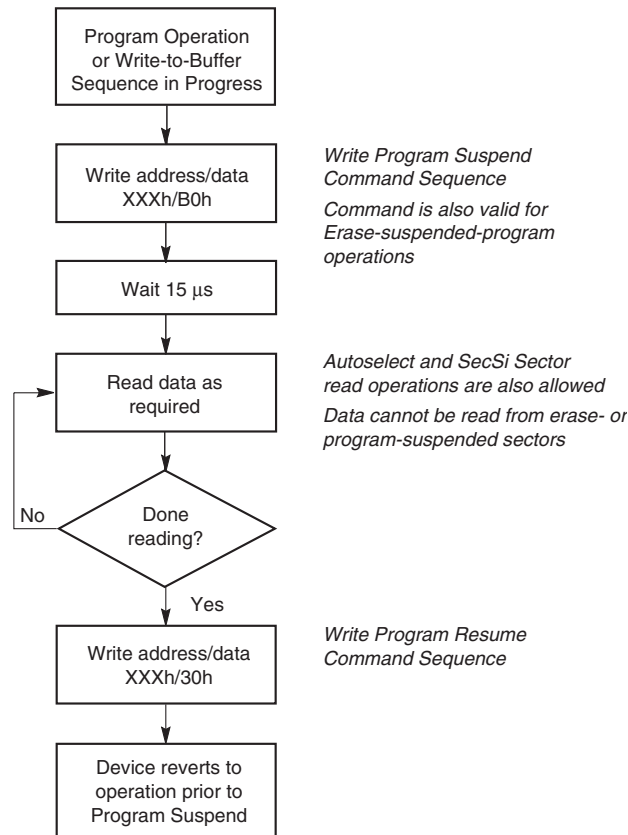 Program Operation
or Write-to-Buffer
Sequence in Progress
Write address/data
XXXh/B0h
Write Program Suspend
Command Sequence
Command is also valid for
Erase-suspended-program
operations
Wait 15 μs
Read data as
required
Autoselect and SecSi Sector
read operations are also allowed
Data cannot be read from erase- or
program-suspended sectors
No
Done
reading?
Yes
Write address/data
XXXh/30h
Write Program Resume
Command Sequence
Device reverts to
operation prior to
Program Suspend